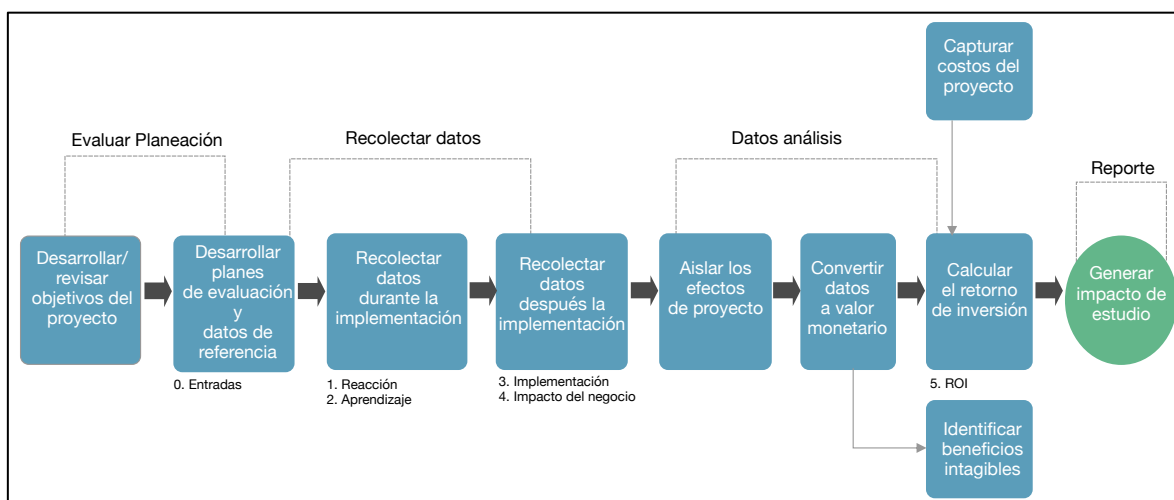 Capturar
costos del
proyecto
Evaluar Planeación
Recolectar datos
Datos análisis
Reporte
Desarrollar/
revisar
objetivos del
proyecto
Desarrollar
planes
de evaluación
y
datos de
referencia
Recolectar
datos
durante la
implementación
Recolectar
datos
después la
implementación
Aislar los
efectos
de proyecto
Convertir
datos
a valor
monetario
Calcular
el retorno
de inversión
Generar
impacto de
estudio
0. Entradas
1. Reacción
2. Aprendizaje
3. Implementación
4. Impacto del negocio
5. ROI
Identificar
beneficios
intagibles